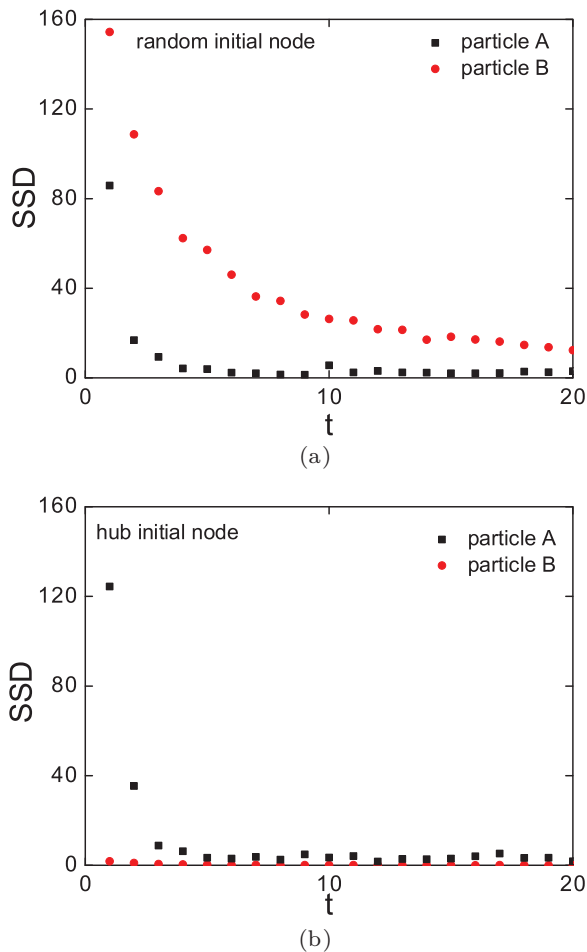 160
random initial node
particle A
particle B
120
SSD
80
40
0
0
10
20
t
(a)
160
hub initial node
particle A
particle B
120
SSD
80
40
0
0
10
20
t
(b)